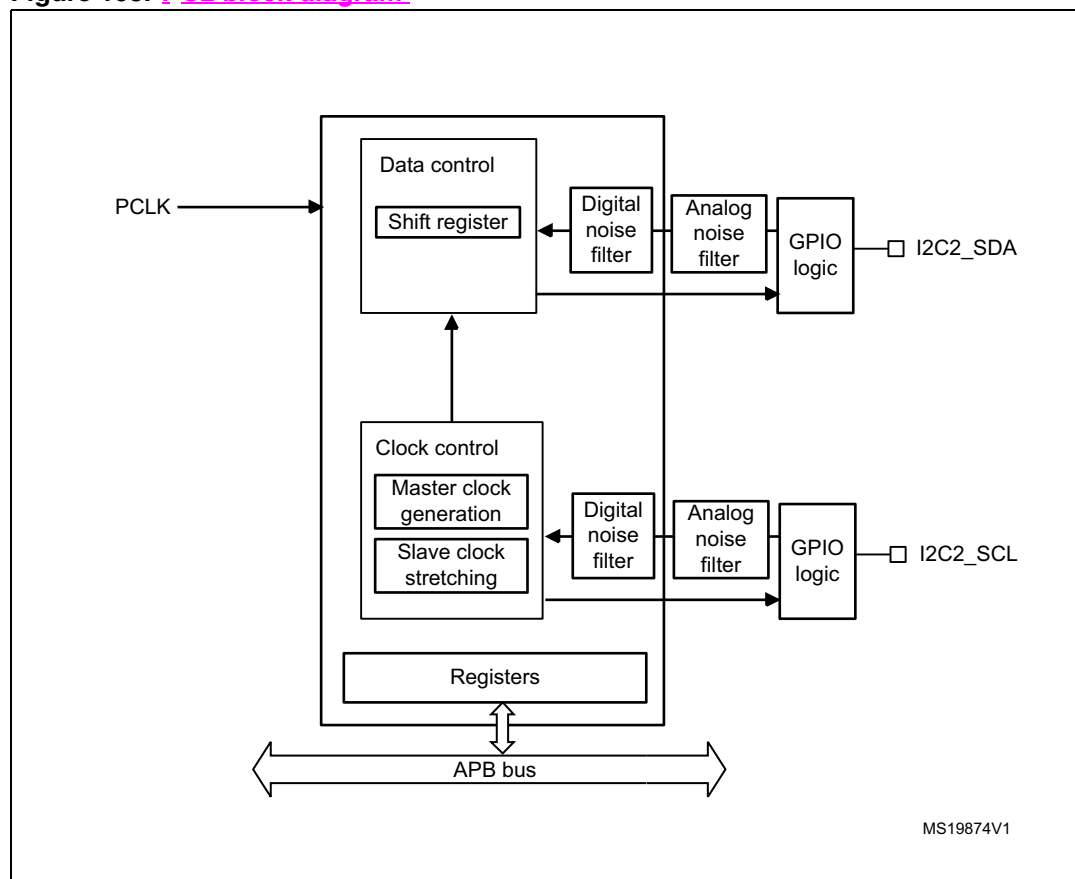 PCLK
Data control
Shift register
Digital
noise
filter
Analog
noise
filter
GPIO
logic
I2C2_SDA
Clock control
Master clock
generation
Slave clock
stretching
Digital
noise
filter
Analog
noise
filter
GPIO
logic
I2C2_SCL
Registers
APB bus
MS19874V1